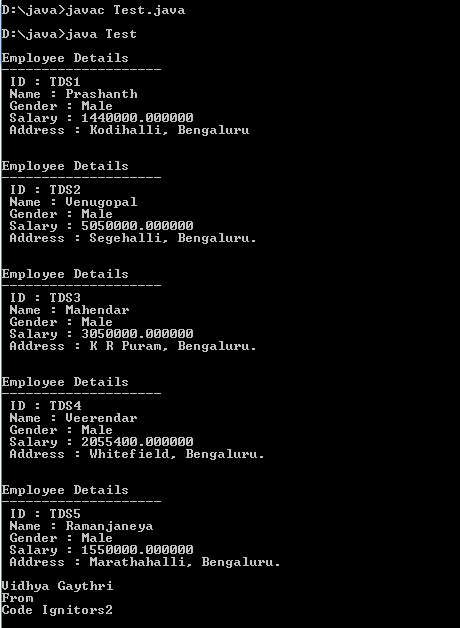 D:\java>javac Test.java
D:\java>java Test
Employee Details
--------------------
ID : TDS1
Name : Prashanth
Gender : Male
Salary : 1440000.000000
Address : Kodihalli, Bengaluru
Employee Details
--------------------
ID : TDS2
Name : Venugopal
Gender : Male
Salary : 5050000.000000
Address : Segehalli, Bengaluru.
Employee Details
--------------------
ID : TDS3
Name : Mahendar
Gender : Male
Salary : 3050000.000000
Address : K R Puram, Bengaluru.
Employee Details
--------------------
ID : TDS4
Name : Veerendar
Gender : Male
Salary : 2055400.000000
Address : Whitefield, Bengaluru.
Employee Details
--------------------
ID : TDS5
Name : Ramanjaneya
Gender : Male
Salary : 1550000.000000
Address : Marathahalli, Bengaluru.
Vidhya Gaythri
From
Code Ignitors2